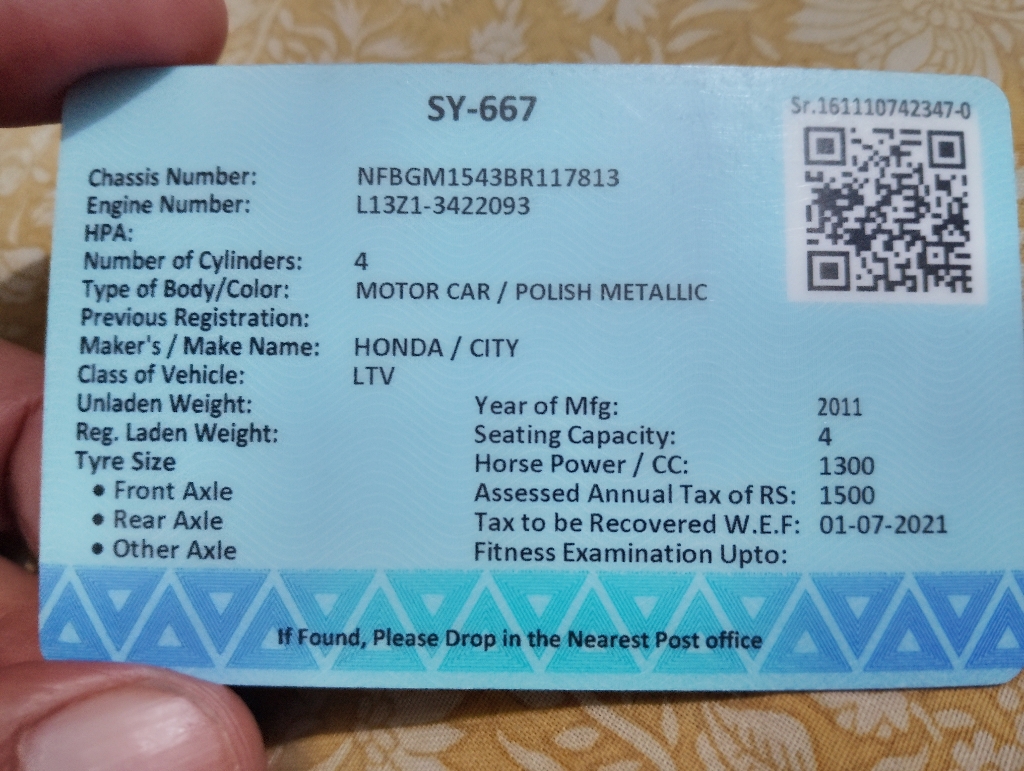 SY-667
Sr.161110742347-0
Chassis Number: NFBGM1543BR117813
Engine Number: L13Z1-3422093
HPA:
Number of Cylinders: 4
Type of Body/Color: MOTOR CAR / POLISH METALLIC
Previous Registration:
Maker's / Make Name: HONDA / CITY
Class of Vehicle: LTV
Unladen Weight:
Reg. Laden Weight:
Tyre Size
• Front Axle
• Rear Axle
• Other Axle
Year of Mfg: 2011
Seating Capacity: 4
Horse Power / CC: 1300
Assessed Annual Tax of RS: 1500
Tax to be Recovered W.E.F: 01-07-2021
Fitness Examination Upto:
If Found, Please Drop in the Nearest Post office